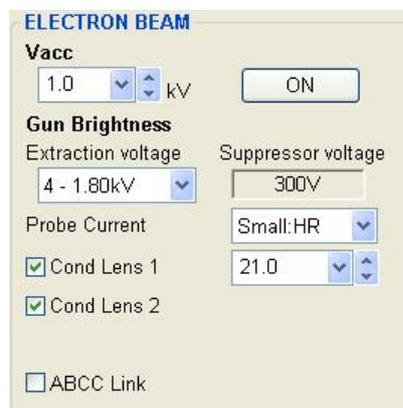 ELECTRON BEAM
Vacc
1.0 kV ON
Gun Brightness
Extraction voltage Suppressor voltage
4 - 1.80kV 300V
Probe Current Small:HR
Cond Lens 1 21.0
Cond Lens 2
ABCC Link